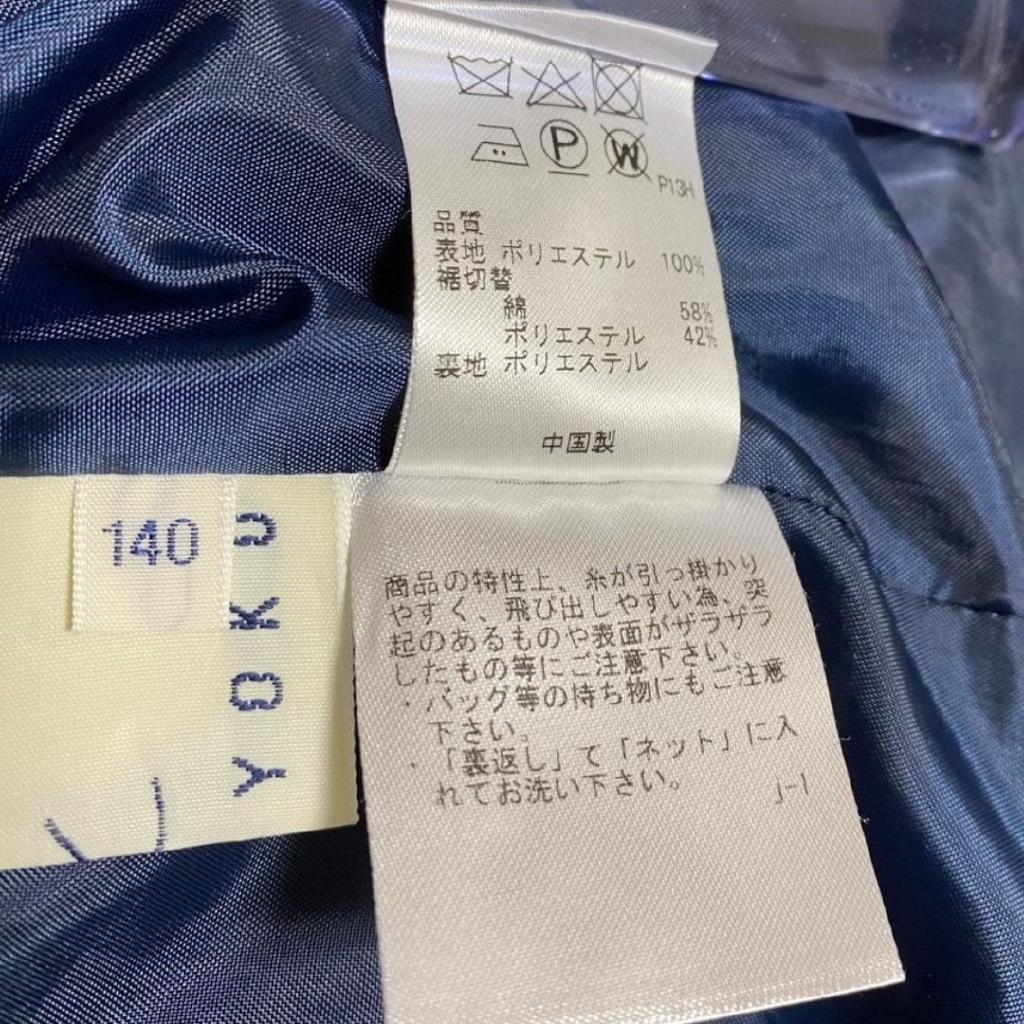 P
W
P13H
品質
表地 ポリエステル 100%
裾切替
綿 58%
ポリエステル 42%
裏地 ポリエステル
中国製
140
YOKU
商品の特性上、糸が引っ掛かり
やすく、飛び出しやすい為、突
起のあるものや表面がザラザラ
したもの等にご注意下さい。
・バッグ等の持ち物にもご注意
下さい。
・「裏返し」て「ネット」に入
れてお洗い下さい。 J-1